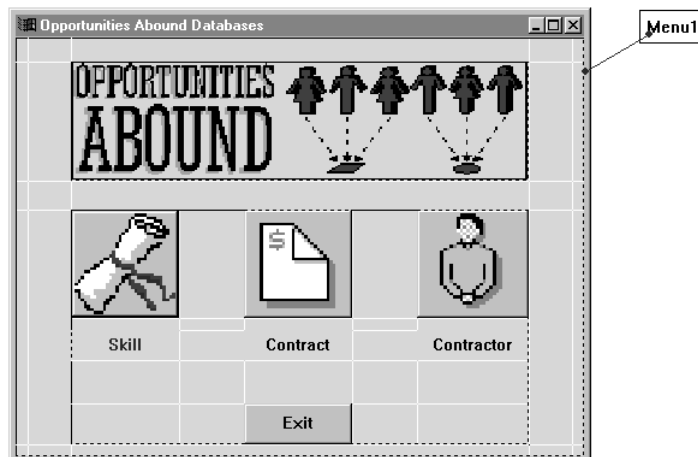 Opportunities Abound Databases
Menu1
OPPORTUNITIES
ABOUND
$
Skill
Contract
Contractor
Exit